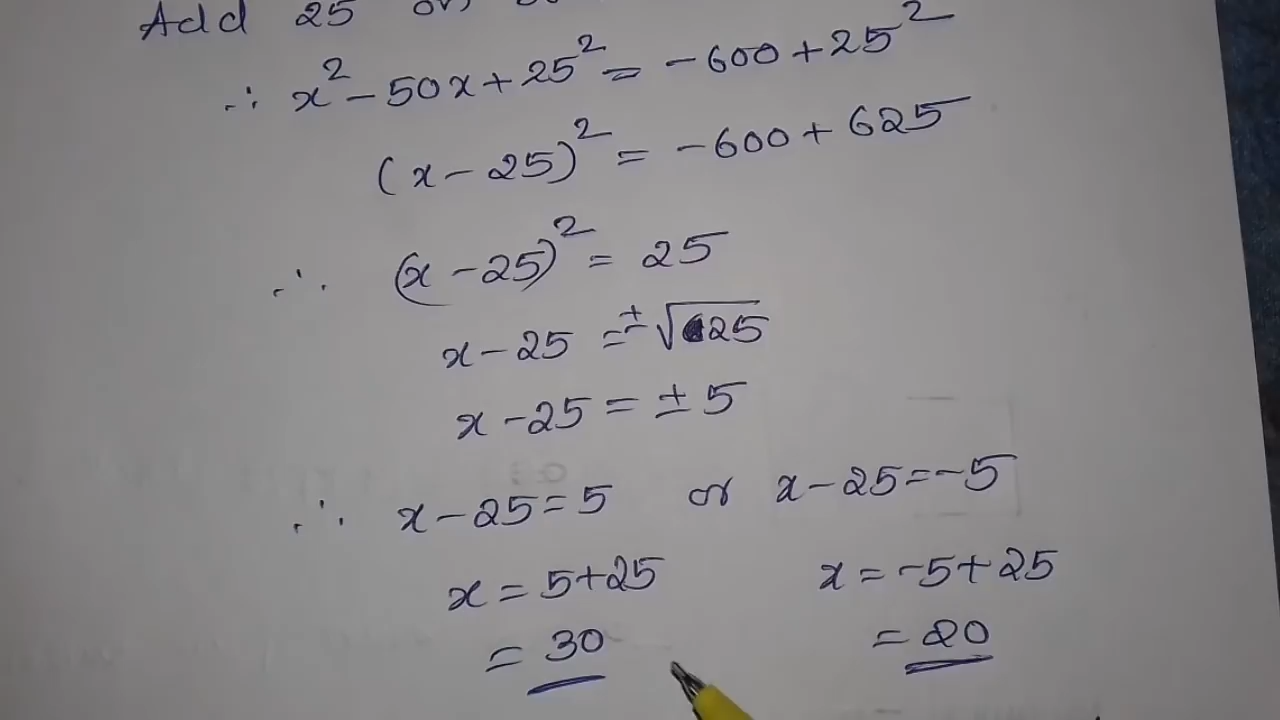 Add 25
∴ x² - 50x + 25² = -600 + 25²
(x - 25)² = -600 + 625
∴ (x - 25)² = 25
x - 25 = ±√25
x - 25 = ±5
∴ x - 25 = 5 or x - 25 = -5
x = 5+25 x = -5+25
= 30 = 20